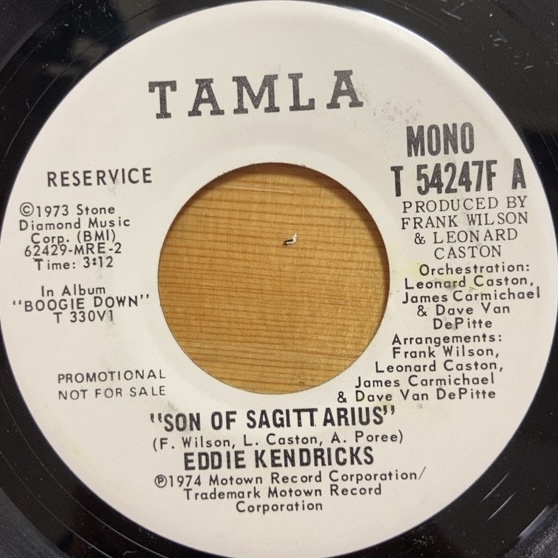 TAMLA
RESERVICE
©1973 Stone
Diamond Music
Corp. (BMI)
62429-MRE-2
Time: 3:12
In Album
"BOOGIE DOWN"
T 330V1
PROMOTIONAL
NOT FOR SALE
MONO
T 54247F A
PRODUCED BY
FRANK WILSON
& LEONARD
CASTON
Orchestration:
Leonard Caston,
James Carmichael
& Dave Van
DePitte
Arrangements:
Frank Wilson,
Leonard Caston,
James Carmichael
& Dave Van DePitte
"SON OF SAGITTARIUS"
(F. Wilson, L. Caston, A. Poree)
EDDIE KENDRICKS
℗1974 Motown Record Corporation/
Trademark Motown Record
Corporation